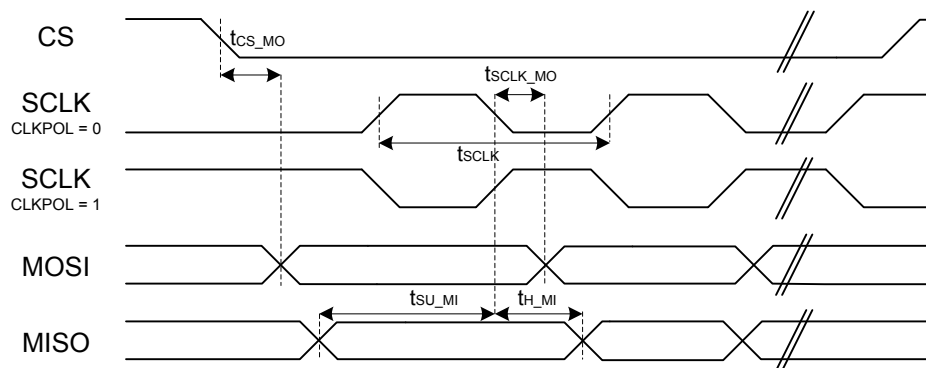 CS
tCS_MO
tSCLK_MO
SCLK
CLKPOL = 0
tSCLK
SCLK
CLKPOL = 1
MOSI
tSU_MI
tH_MI
MISO